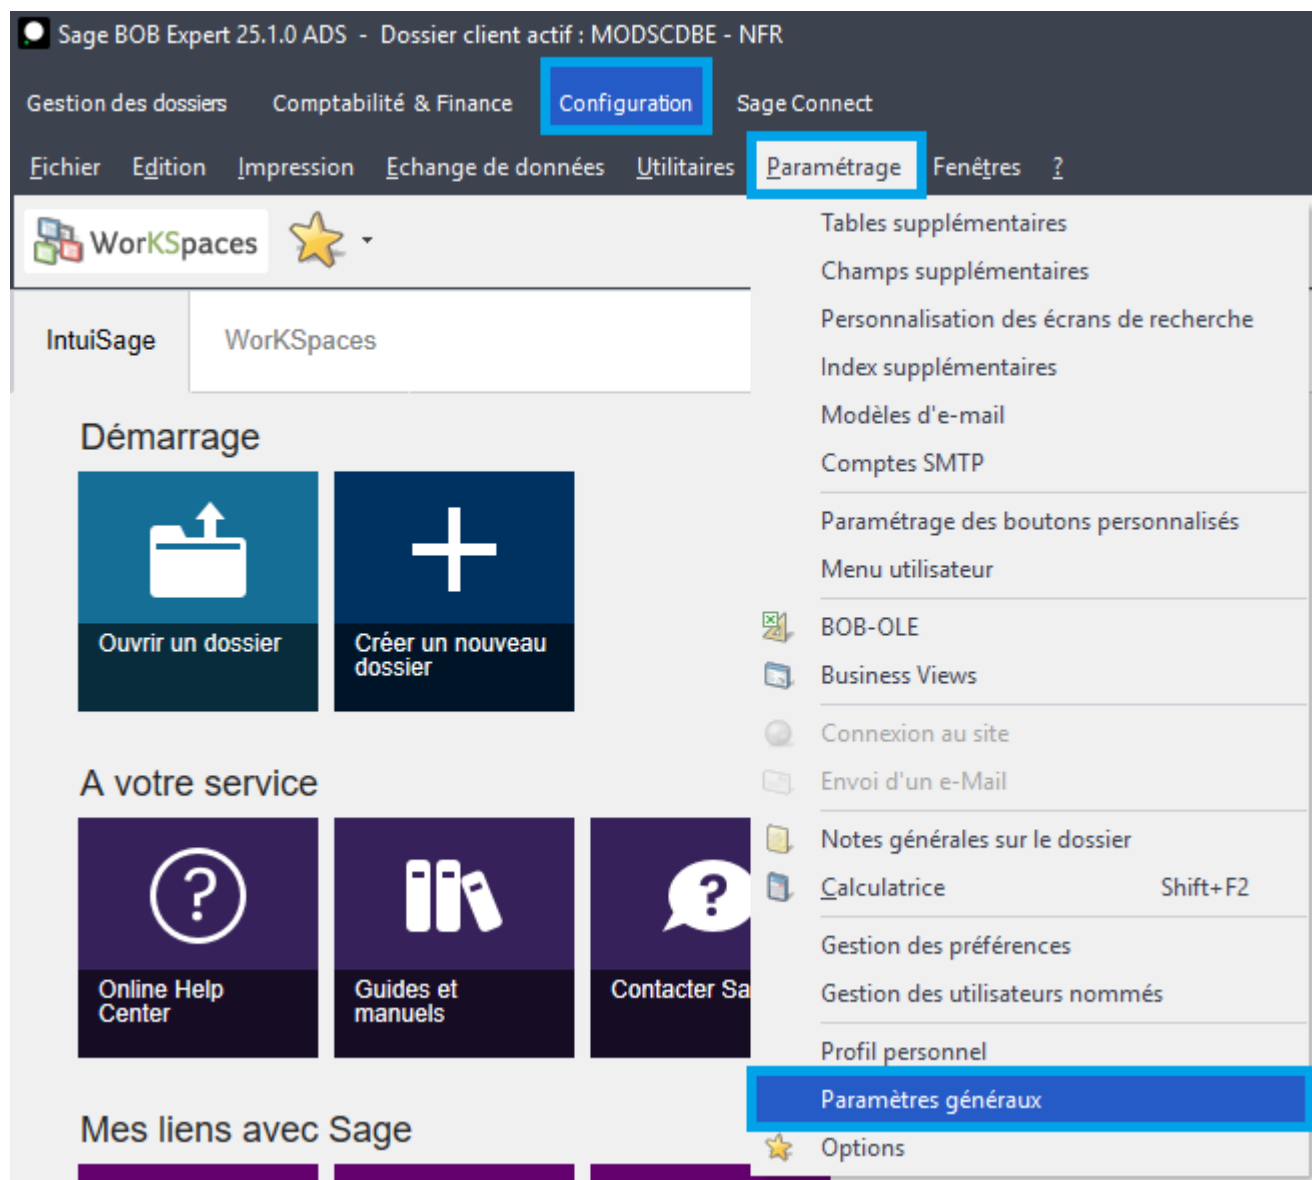 Sage BOB Expert 25.1.0 ADS - Dossier client actif : MODSCDBE - NFR
Gestion des dossiers Comptabilité & Finance Configuration Sage Connect
Fichier Edition Impression Echange de données Utilitaires Paramétrage Fenêtres ?
WorKSpaces
IntuiSage WorKSpaces
Démarrage
Ouvrir un dossier
Créer un nouveau
dossier
A votre service
Online Help
Center
Guides et
manuels
Contacter Sa
Mes liens avec Sage
Tables supplémentaires
Champs supplémentaires
Personnalisation des écrans de recherche
Index supplémentaires
Modèles d'e-mail
Comptes SMTP
Paramétrage des boutons personnalisés
Menu utilisateur
BOB-OLE
Business Views
Connexion au site
Envoi d'un e-Mail
Notes générales sur le dossier
Calculatrice Shift+F2
Gestion des préférences
Gestion des utilisateurs nommés
Profil personnel
Paramètres généraux
Options